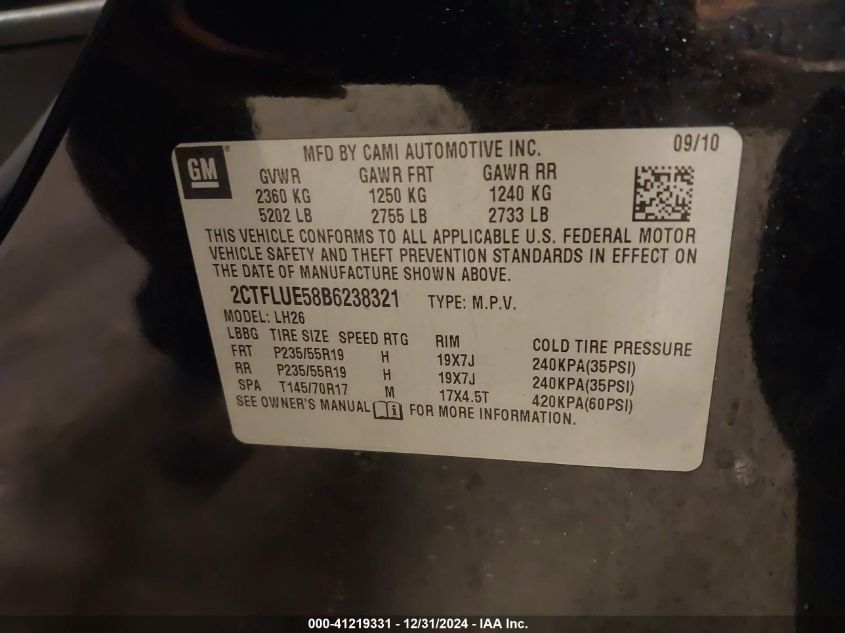 GM ® MFD BY CAMI AUTOMOTIVE INC. 09/10
GVWR GAWR FRT GAWR RR
2360 KG 1250 KG 1240 KG
5202 LB 2755 LB 2733 LB
THIS VEHICLE CONFORMS TO ALL APPLICABLE U.S. FEDERAL MOTOR
VEHICLE SAFETY AND THEFT PREVENTION STANDARDS IN EFFECT ON
THE DATE OF MANUFACTURE SHOWN ABOVE.
2CTFLUE58B6238321 TYPE: M.P.V.
MODEL: LH26
LBBG TIRE SIZE SPEED RTG RIM COLD TIRE PRESSURE
FRT P235/55R19 H 19X7J 240KPA(35PSI)
RR P235/55R19 H 19X7J 240KPA(35PSI)
SPA T145/70R17 M 17X4.5T 420KPA(60PSI)
SEE OWNER'S MANUAL FOR MORE INFORMATION.
000-41219331 - 12/31/2024 - IAA Inc.